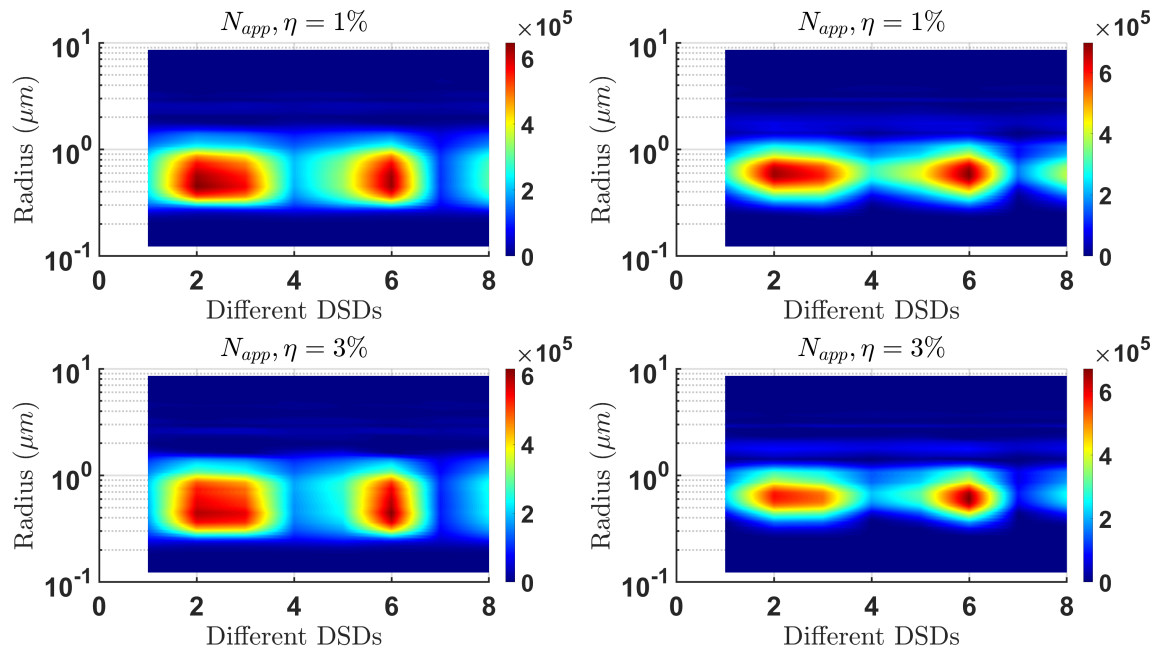 N_app, η = 1%
×10^5
10^1
10^0
10^-1
Radius (μm)
0 2 4 6 8
Different DSDs
6
4
2
0
N_app, η = 1%
×10^5
10^1
10^0
10^-1
Radius (μm)
0 2 4 6 8
Different DSDs
6
4
2
0
N_app, η = 3%
×10^5
10^1
10^0
10^-1
Radius (μm)
0 2 4 6 8
Different DSDs
6
4
2
0
N_app, η = 3%
×10^5
10^1
10^0
10^-1
Radius (μm)
0 2 4 6 8
Different DSDs
6
4
2
0